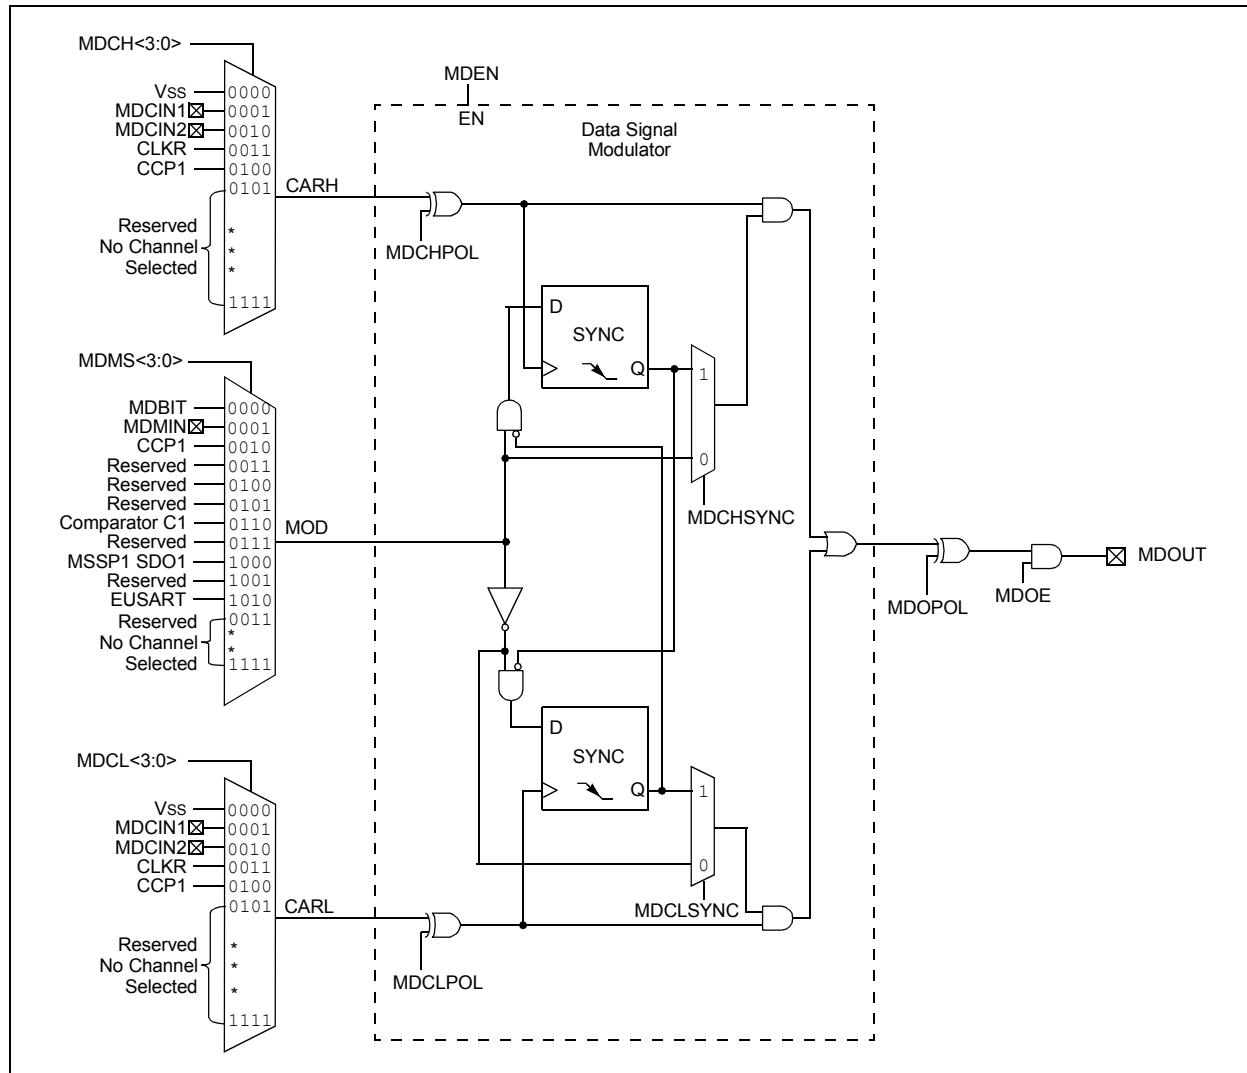 MDCH<3:0>
VSS 0000
MDCIN1 0001
MDCIN2 0010
CLKR 0011
CCP1 0100
0101
Reserved *
No Channel *
Selected *
1111
CARH
MDCHPOL
MDEN
EN
Data Signal
Modulator
D
SYNC
Q
1
0
MDCHSYNC
MDMS<3:0>
MDBIT 0000
MDMIN 0001
CCP1 0010
Reserved 0011
Reserved 0100
Reserved 0101
Comparator C1 0110
Reserved 0111
MSSP1 SDO1 1000
Reserved 1001
EUSART 1010
Reserved 0011
No Channel *
*
Selected 1111
MOD
MDOPOL
MDOE
MDOUT
D
SYNC
Q
1
0
MDCLSYNC
MDCL<3:0>
VSS 0000
MDCIN1 0001
MDCIN2 0010
CLKR 0011
CCP1 0100
0101
Reserved *
No Channel *
Selected *
1111
CARL
MDCLPOL